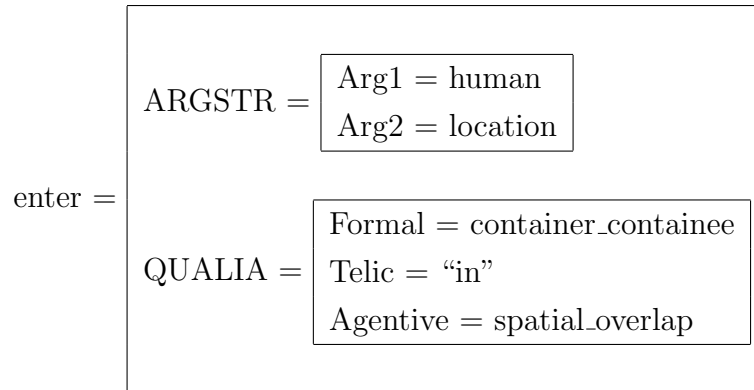 enter =
ARGSTR =
Arg1 = human
Arg2 = location
QUALIA =
Formal = container_containee
Telic = “in”
Agentive = spatial_overlap